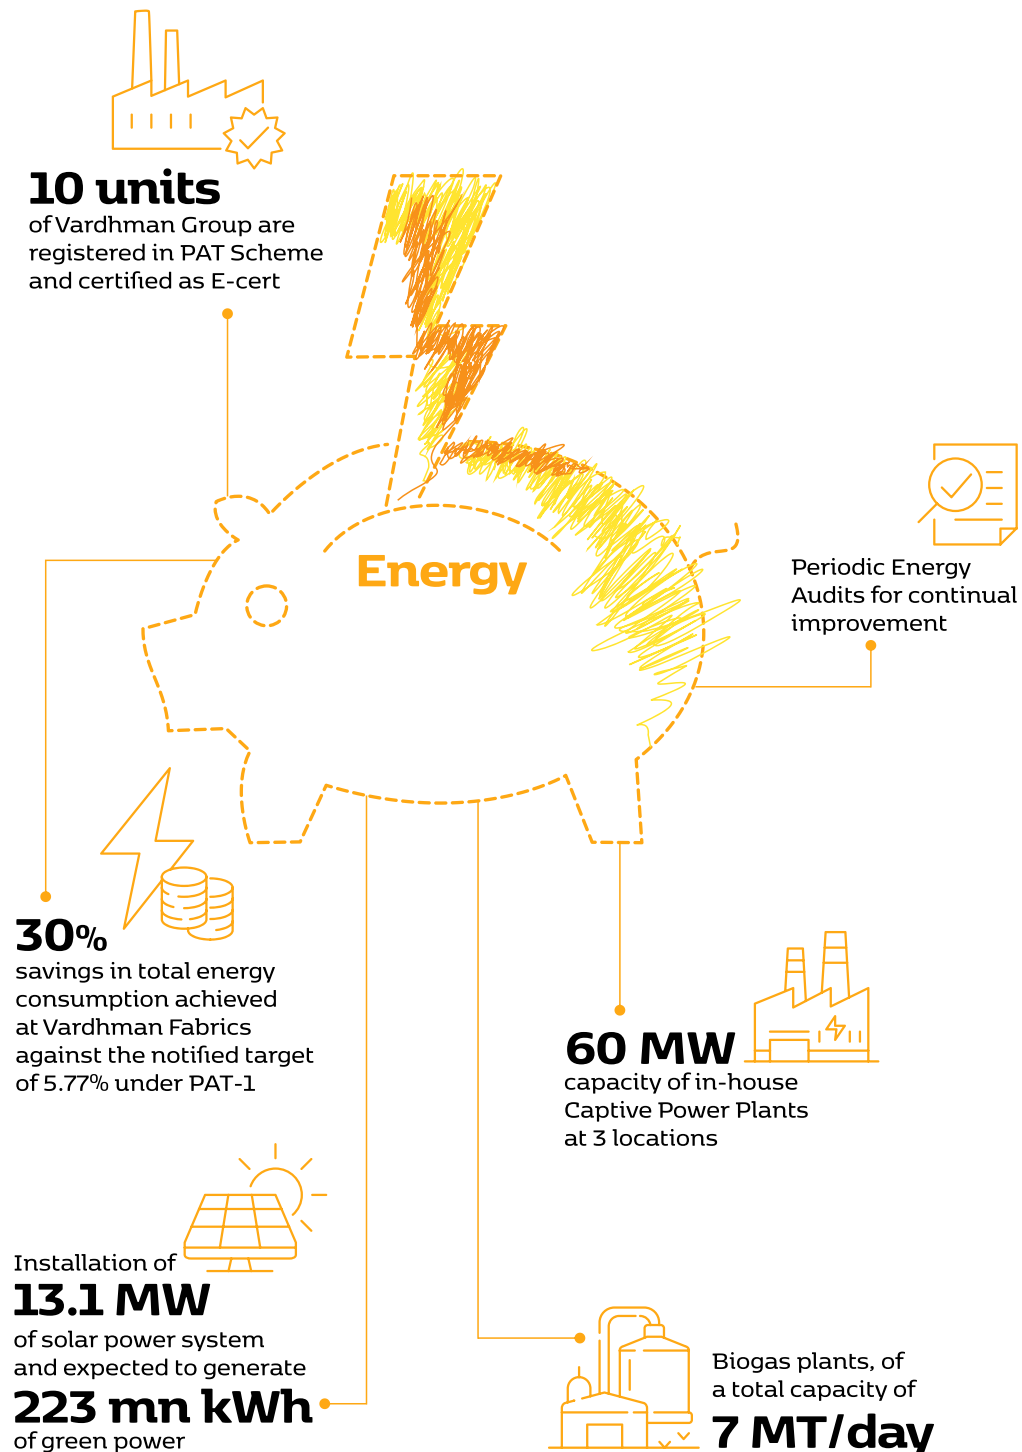 10 units
of Vardhman Group are
registered in PAT Scheme
and certified as E-cert
Energy
Periodic Energy
Audits for continual
improvement
30%
savings in total energy
consumption achieved
at Vardhman Fabrics
against the notified target
of 5.77% under PAT-1
60 MW
capacity of in-house
Captive Power Plants
at 3 locations
Installation of
13.1 MW
of solar power system
and expected to generate
223 mn kWh
of green power
Biogas plants, of
a total capacity of
7 MT/day